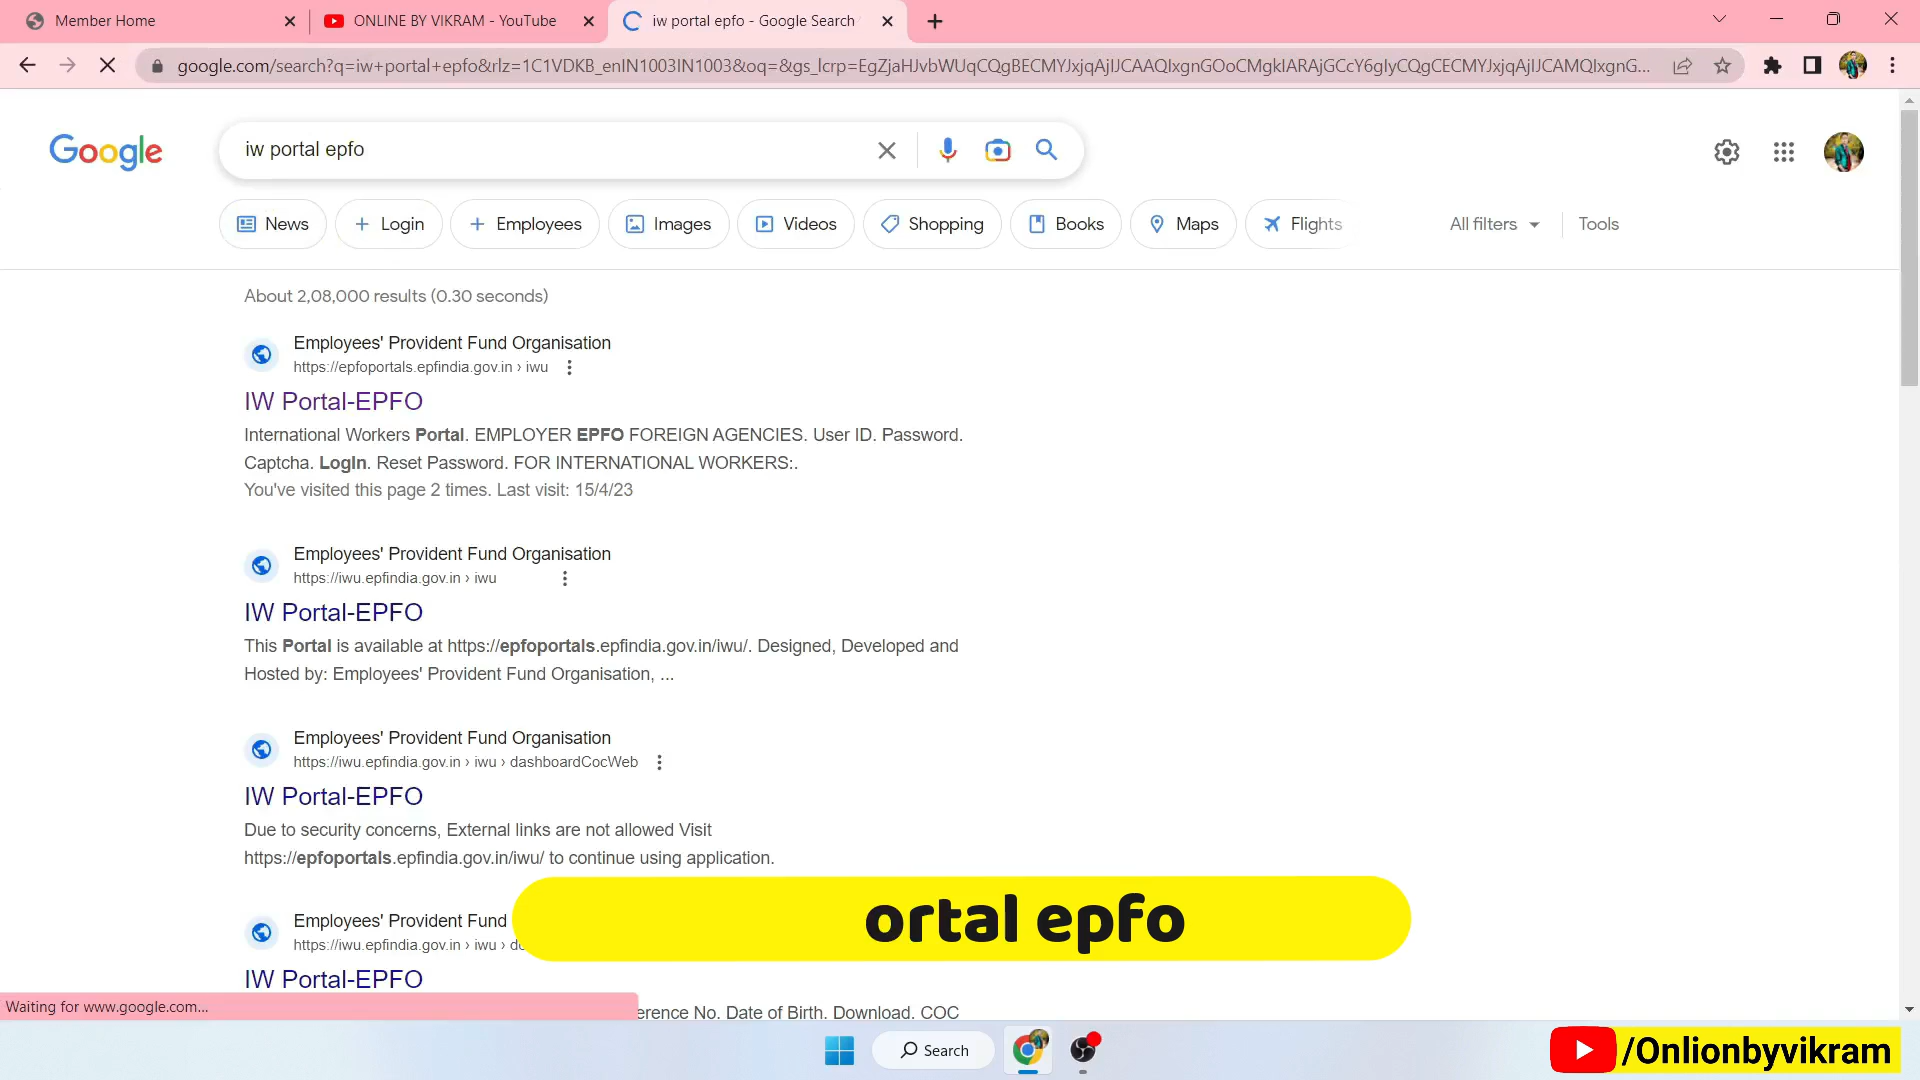 Member Home
ONLINE BY VIKRAM - YouTube
iw portal epfo - Google Search
google.com/search?q=iw+portal+epfo&rlz=1C1VDKB_enIN1003IN1003&oq=&gs_lcrp=EgZjaHJvbWUqCQgBECMYJxjqAjIJCAAQIxgnGOoCMgkIARAjGCcY6gIyCQgCECMYJxjqAjIJCAMQIxgnG...
Google
iw portal epfo
News
Login
Employees
Images
Videos
Shopping
Books
Maps
Flights
All filters
Tools
About 2,08,000 results (0.30 seconds)
Employees' Provident Fund Organisation
https://epfoportals.epfindia.gov.in › iwu
IW Portal-EPFO
International Workers Portal. EMPLOYER EPFO FOREIGN AGENCIES. User ID. Password.
Captcha. LogIn. Reset Password. FOR INTERNATIONAL WORKERS:.
You've visited this page 2 times. Last visit: 15/4/23
Employees' Provident Fund Organisation
https://iwu.epfindia.gov.in › iwu
IW Portal-EPFO
This Portal is available at https://epfoportals.epfindia.gov.in/iwu/. Designed, Developed and
Hosted by: Employees' Provident Fund Organisation, ...
Employees' Provident Fund Organisation
https://iwu.epfindia.gov.in › iwu › dashboardCocWeb
IW Portal-EPFO
Due to security concerns, External links are not allowed Visit
https://epfoportals.epfindia.gov.in/iwu/ to continue using application.
Employees' Provident Fund
https://iwu.epfindia.gov.in › iwu ›
IW Portal-EPFO
ortal epfo
Waiting for www.google.com...
erence No. Date of Birth. Download. COC
Search
/Onlionbyvikram